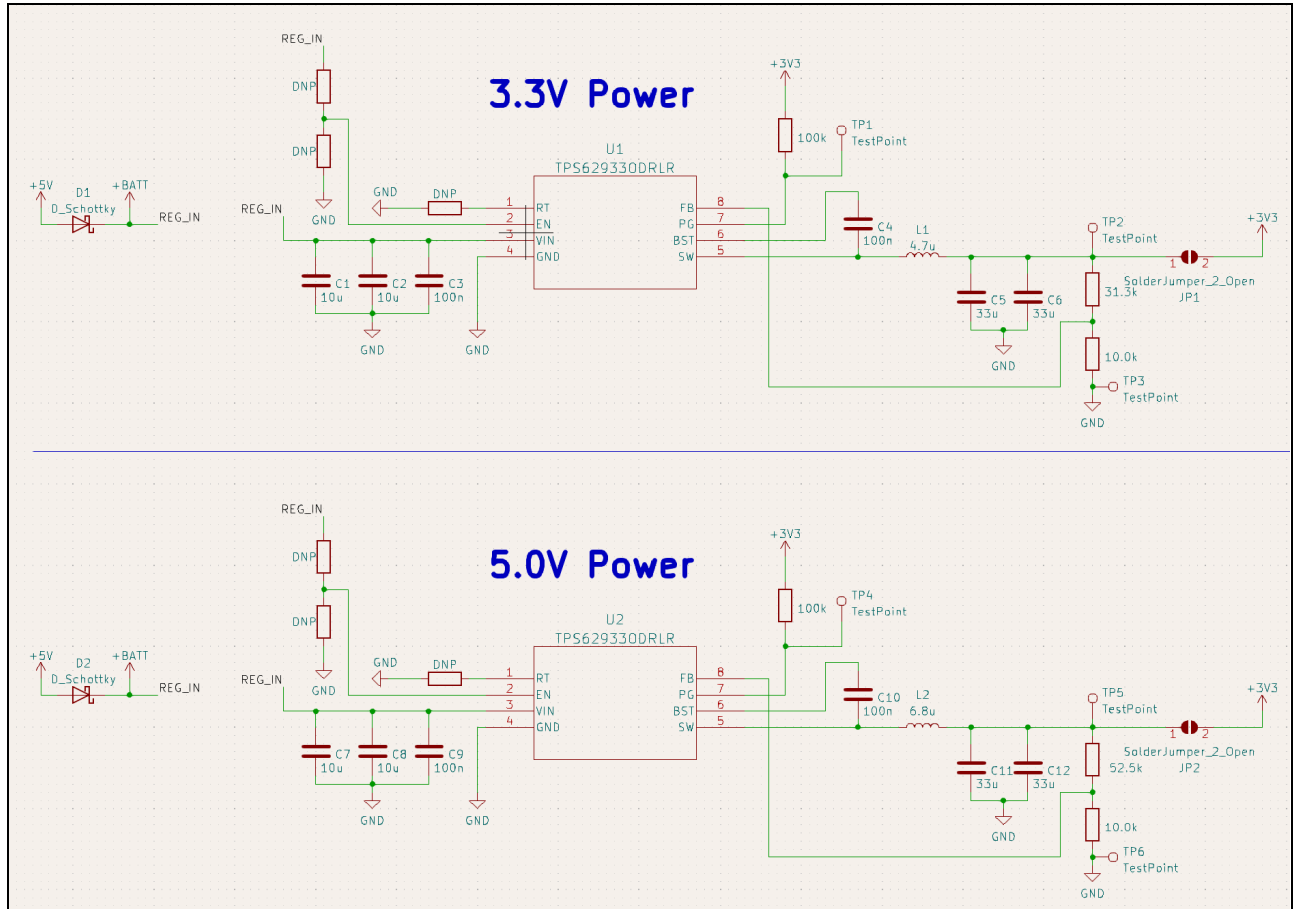 REG_IN
DNP
3.3V Power
+3V3
100k
TP1
TestPoint
DNP
U1
TPS629330DRLR
+5V
D1
D_Schottky
+BATT
REG_IN
GND
REG_IN
GND
DNP
1 RT
2 EN
3 VIN
4 GND
FB 8
PG 7
BST 6
SW 5
C4
100n
L1
4.7u
TP2
TestPoint
+3V3
1 2
SolderJumper_2_Open
JP1
C1
10u
C2
10u
C3
100n
GND
GND
C5
33u
C6
33u
GND
31.3k
10.0k
TP3
TestPoint
GND
REG_IN
DNP
5.0V Power
+3V3
100k
TP4
TestPoint
DNP
U2
TPS629330DRLR
+5V
D2
D_Schottky
+BATT
REG_IN
GND
REG_IN
GND
DNP
1 RT
2 EN
3 VIN
4 GND
FB 8
PG 7
BST 6
SW 5
C10
100n
L2
6.8u
TP5
TestPoint
+3V3
1 2
SolderJumper_2_Open
JP2
C7
10u
C8
10u
C9
100n
GND
GND
C11
33u
C12
33u
GND
52.5k
10.0k
TP6
TestPoint
GND